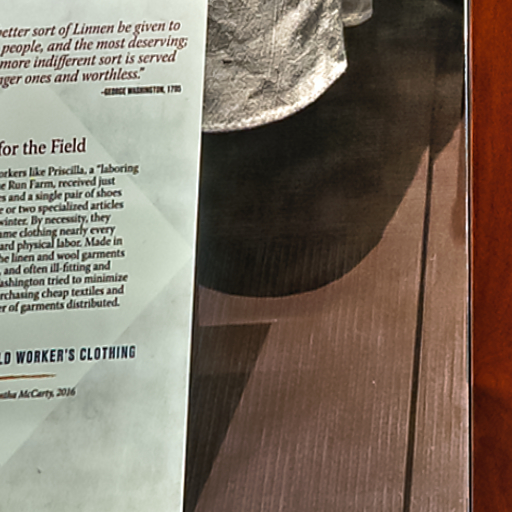 better sort of Linnen be given to
people, and the most deserving;
more indifferent sort is served
nger ones and worthless."
-GEORGE WASHINGTON, 1795
for the Field
orkers like Priscilla, a "laboring
e Run Farm, received just
es and a single pair of shoes
e or two specialized articles
winter. By necessity, they
ame clothing nearly every
ard physical labor. Made in
he linen and wool garments
, and often ill-fitting and
ashington tried to minimize
rchasing cheap textiles and
er of garments distributed.
LD WORKER'S CLOTHING
ntha McCarty, 2016